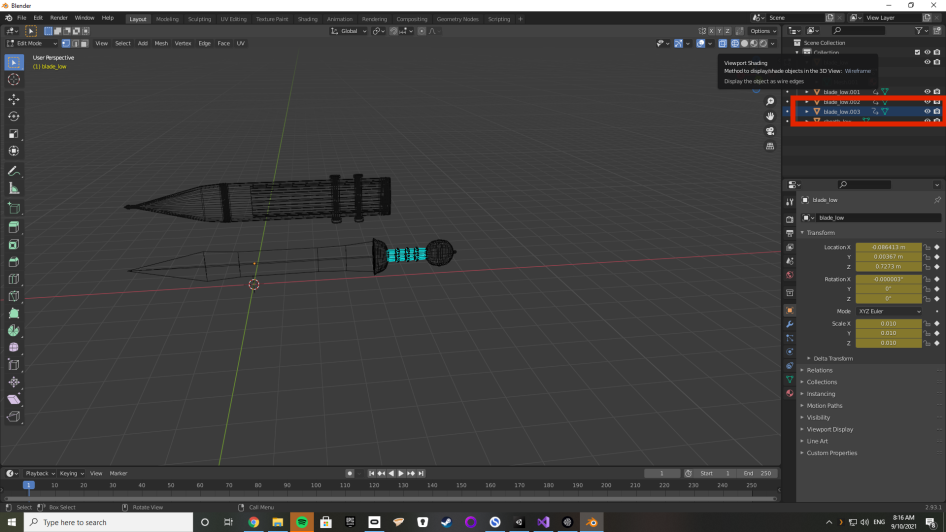 Blender
File Edit Render Window Help Layout Modeling Sculpting UV Editing Texture Paint Shading Animation Rendering Compositing Geometry Nodes Scripting + Scene View Layer
Global Options
Edit Mode View Select Add Mesh Vertex Edge Face UV X Y Z
Scene Collection
Collection
User Perspective
(1) blade_low
Viewport Shading
Method to display/shade objects in the 3D View: Wireframe
Display the object as wire edges
blade_low.001
blade_low.002
blade_low.003
blade_low
blade_low
Transform
Location X -0.086413 m
Y 0.00367 m
Z 0.7273 m
Rotation X -0.000003°
Y 0°
Z 0°
Mode XYZ Euler
Scale X 0.010
Y 0.010
Z 0.010
Delta Transform
Relations
Collections
Instancing
Motion Paths
Visibility
Viewport Display
Line Art
Custom Properties
Playback Keying View Marker 1 Start 1 End 250
1 10 20 30 40 50 60 70 80 90 100 110 120 130 140 150 160 170 180 190 200 210 220 230 240 250
Select Box Select Rotate View Call Menu 2.93.1
Type here to search
8:16 AM
ENG
9/10/2021